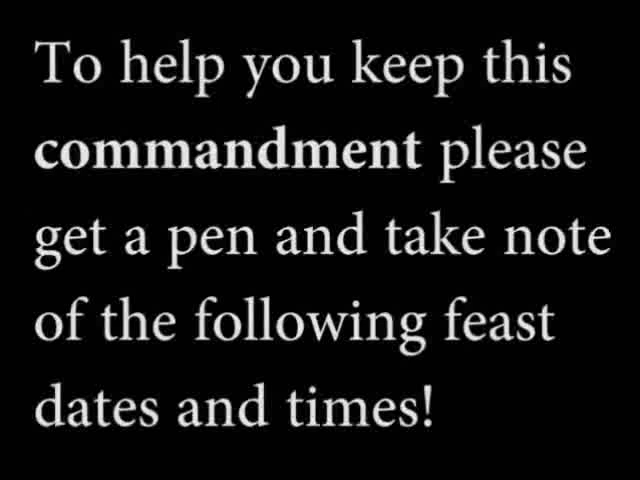 To help you keep this
commandment please
get a pen and take note
of the following feast
dates and times!